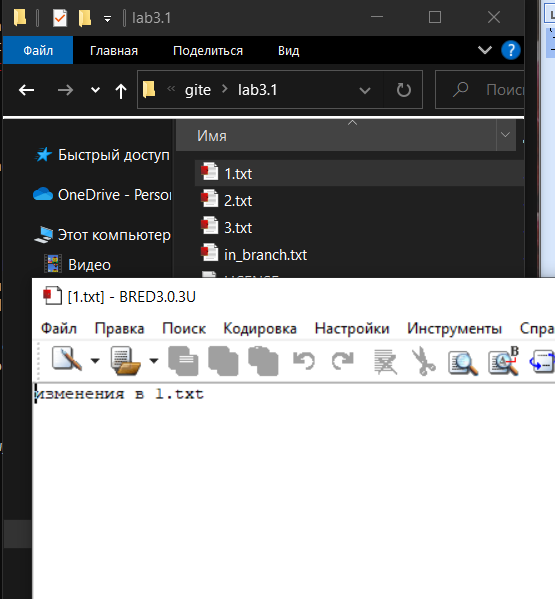 lab3.1
Файл Главная Поделиться Вид
gite lab3.1
Поиск
Имя
Быстрый доступ
1.txt
OneDrive - Perso
2.txt
3.txt
Этот компьютер
in_branch.txt
Видео
[1.txt] - BRED3.0.3U
Файл Правка Поиск Кодировка Настройки Инструменты Спра
изменения в 1.txt